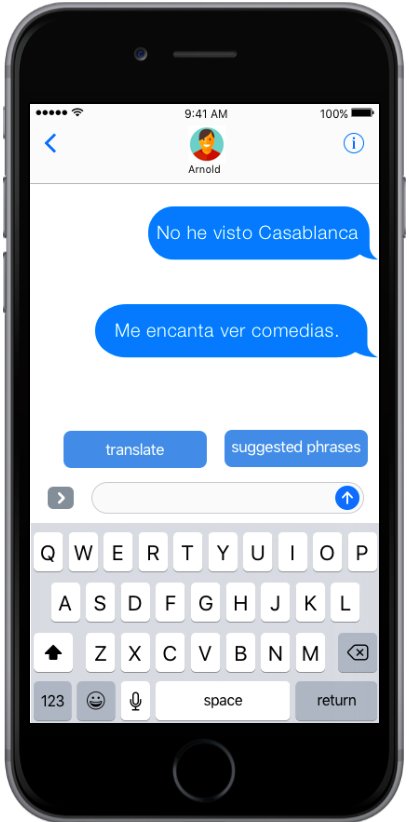 9:41 AM
100%
Arnold
No he visto Casablanca
Me encanta ver comedias.
translate
suggested phrases
Q W E R T Y U I O P
A S D F G H J K L
Z X C V B N M
123 space return